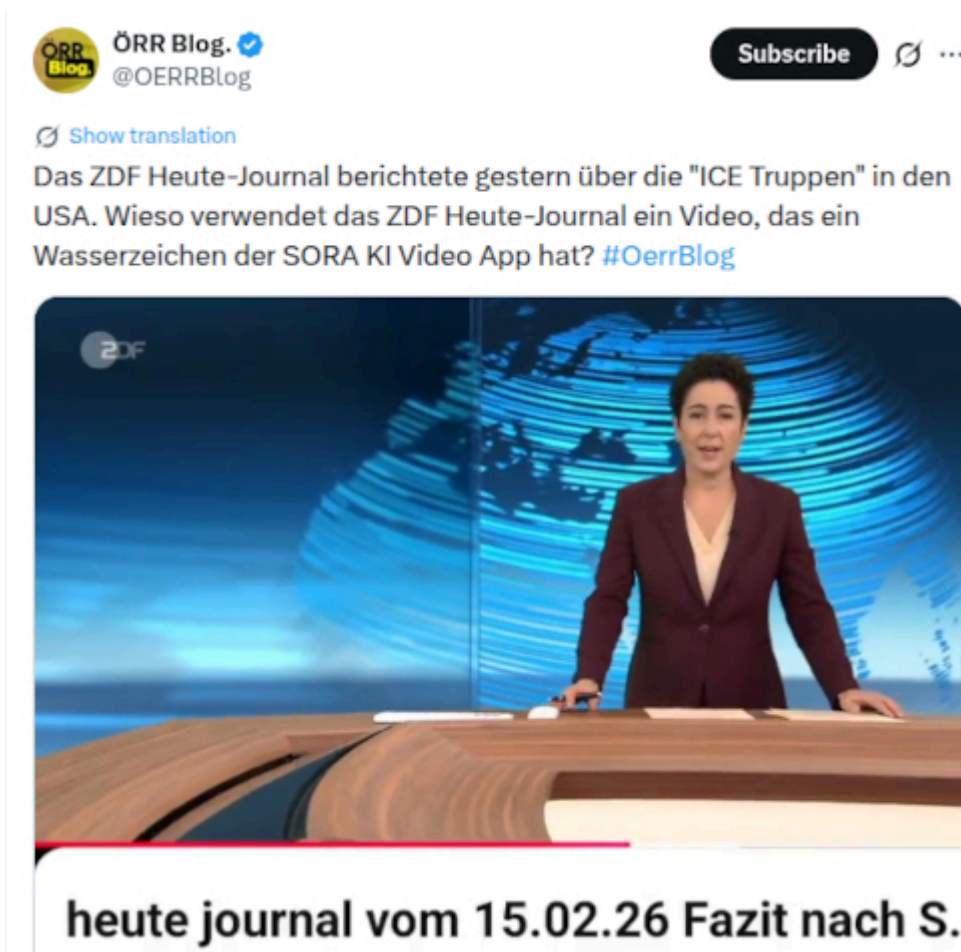 ÖRR
Blog.
ÖRR Blog.
@OERRBlog
Subscribe
Show translation
Das ZDF Heute-Journal berichtete gestern über die "ICE Truppen" in den
USA. Wieso verwendet das ZDF Heute-Journal ein Video, das ein
Wasserzeichen der SORA KI Video App hat? #OerrBlog
ZDF
heute journal vom 15.02.26 Fazit nach S.